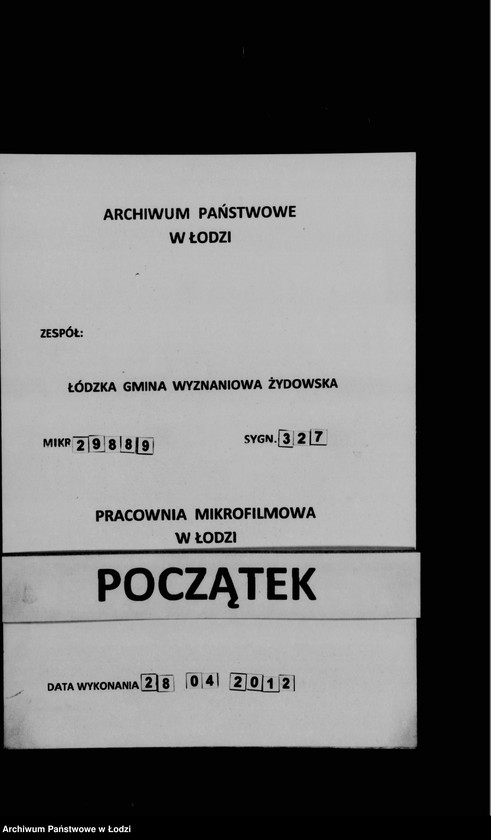 ARCHIWUM PAŃSTWOWE
W ŁODZI
ZESPÓŁ:
ŁÓDZKA GMINA WYZNANIOWA ŻYDOWSKA
MIKR 29889 SYGN. 327
PRACOWNIA MIKROFILMOWA
W ŁODZI
POCZĄTEK
DATA WYKONANIA 28 04 2012
Archiwum Państwowe w Łodzi